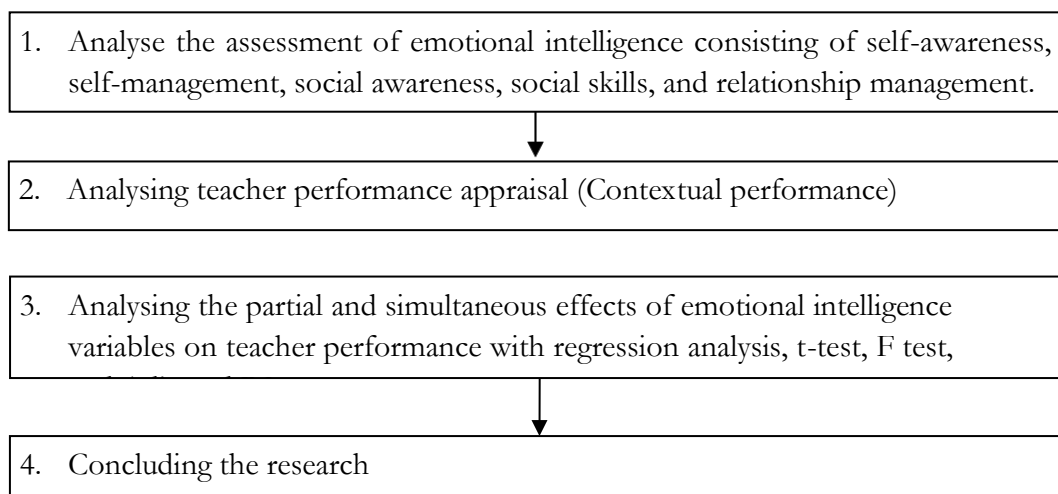 1. Analyse the assessment of emotional intelligence consisting of self-awareness,
self-management, social awareness, social skills, and relationship management.
2. Analysing teacher performance appraisal (Contextual performance)
3. Analysing the partial and simultaneous effects of emotional intelligence
variables on teacher performance with regression analysis, t-test, F test,
4. Concluding the research